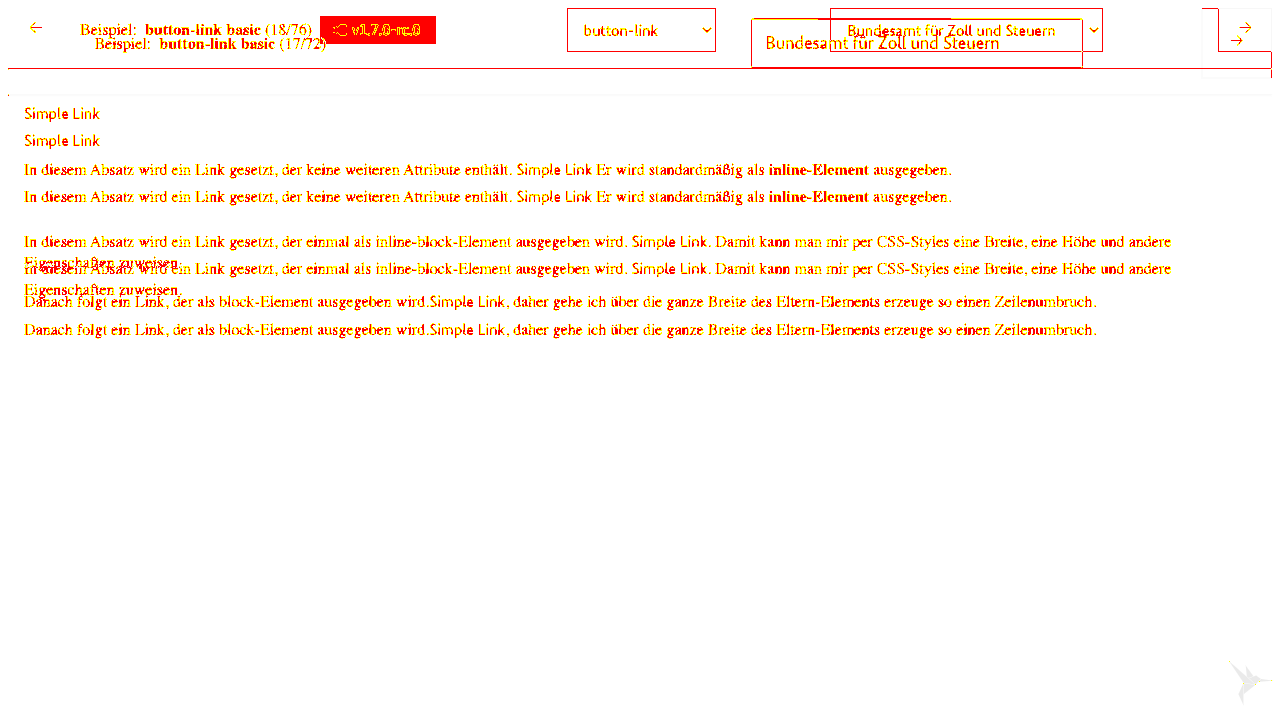 Beispiel: button-link basic (18/76) v1.7.0-rc.0 button-link Bundesamt für Zoll und Steuern
Beispiel: button-link basic (17/72) Bundesamt für Zoll und Steuern
Simple Link
Simple Link
In diesem Absatz wird ein Link gesetzt, der keine weiteren Attribute enthält. Simple Link Er wird standardmäßig als inline-Element ausgegeben.
In diesem Absatz wird ein Link gesetzt, der keine weiteren Attribute enthält. Simple Link Er wird standardmäßig als inline-Element ausgegeben.
In diesem Absatz wird ein Link gesetzt, der einmal als inline-block-Element ausgegeben wird. Simple Link. Damit kann man mir per CSS-Styles eine Breite, eine Höhe und andere
Eigenschaften zuweisen.
In diesem Absatz wird ein Link gesetzt, der einmal als inline-block-Element ausgegeben wird. Simple Link. Damit kann man mir per CSS-Styles eine Breite, eine Höhe und andere
Eigenschaften zuweisen.
Danach folgt ein Link, der als block-Element ausgegeben wird.Simple Link, daher gehe ich über die ganze Breite des Eltern-Elements erzeuge so einen Zeilenumbruch.
Danach folgt ein Link, der als block-Element ausgegeben wird.Simple Link, daher gehe ich über die ganze Breite des Eltern-Elements erzeuge so einen Zeilenumbruch.